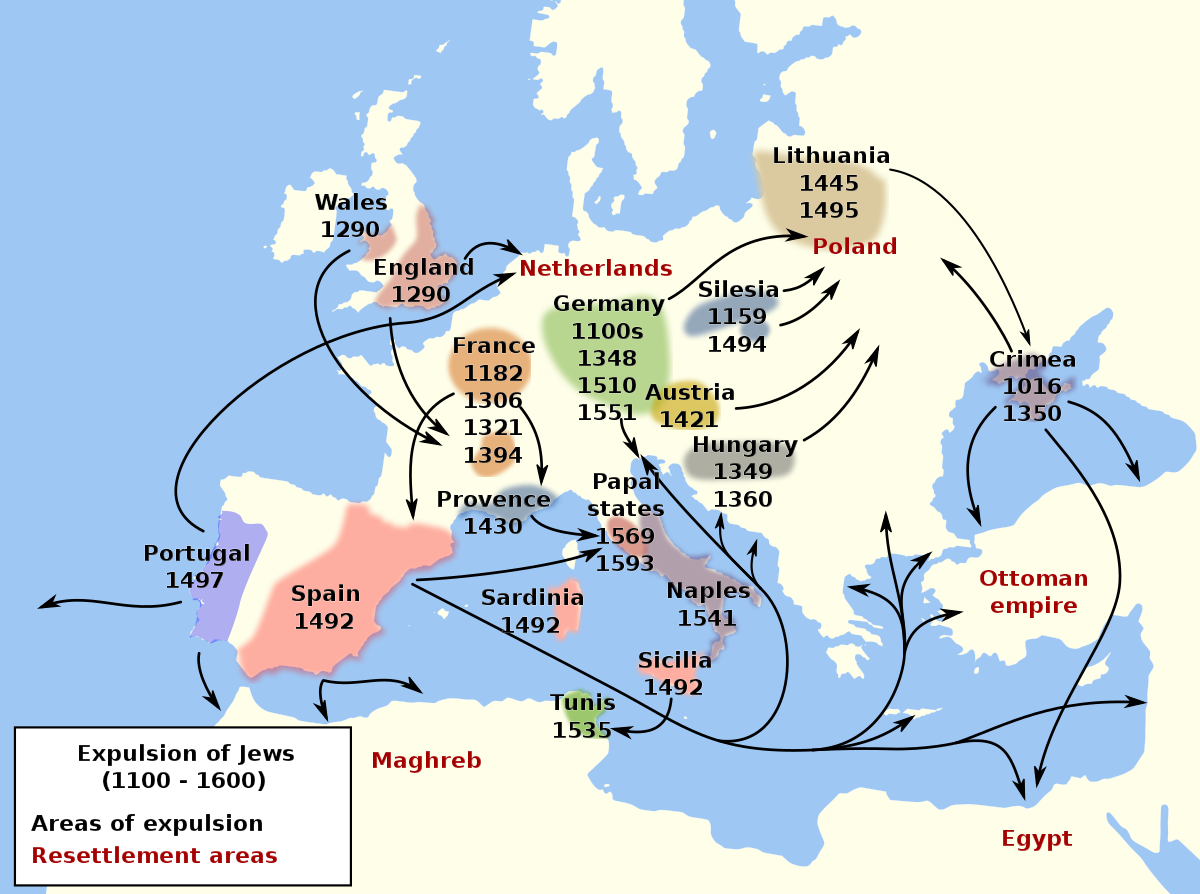 Lithuania
1445
1495
Wales
1290
Poland
England
1290
Netherlands
Silesia
1159
1494
Germany
1100s
1348
1510
1551
France
1182
1306
1321
1394
Crimea
1016
1350
Austria
1421
Hungary
1349
1360
Papal
states
1569
1593
Provence
1430
Portugal
1497
Spain
1492
Sardinia
1492
Naples
1541
Ottoman
empire
Sicilia
1492
Tunis
1535
Maghreb
Egypt
Expulsion of Jews
(1100 - 1600)
Areas of expulsion
Resettlement areas